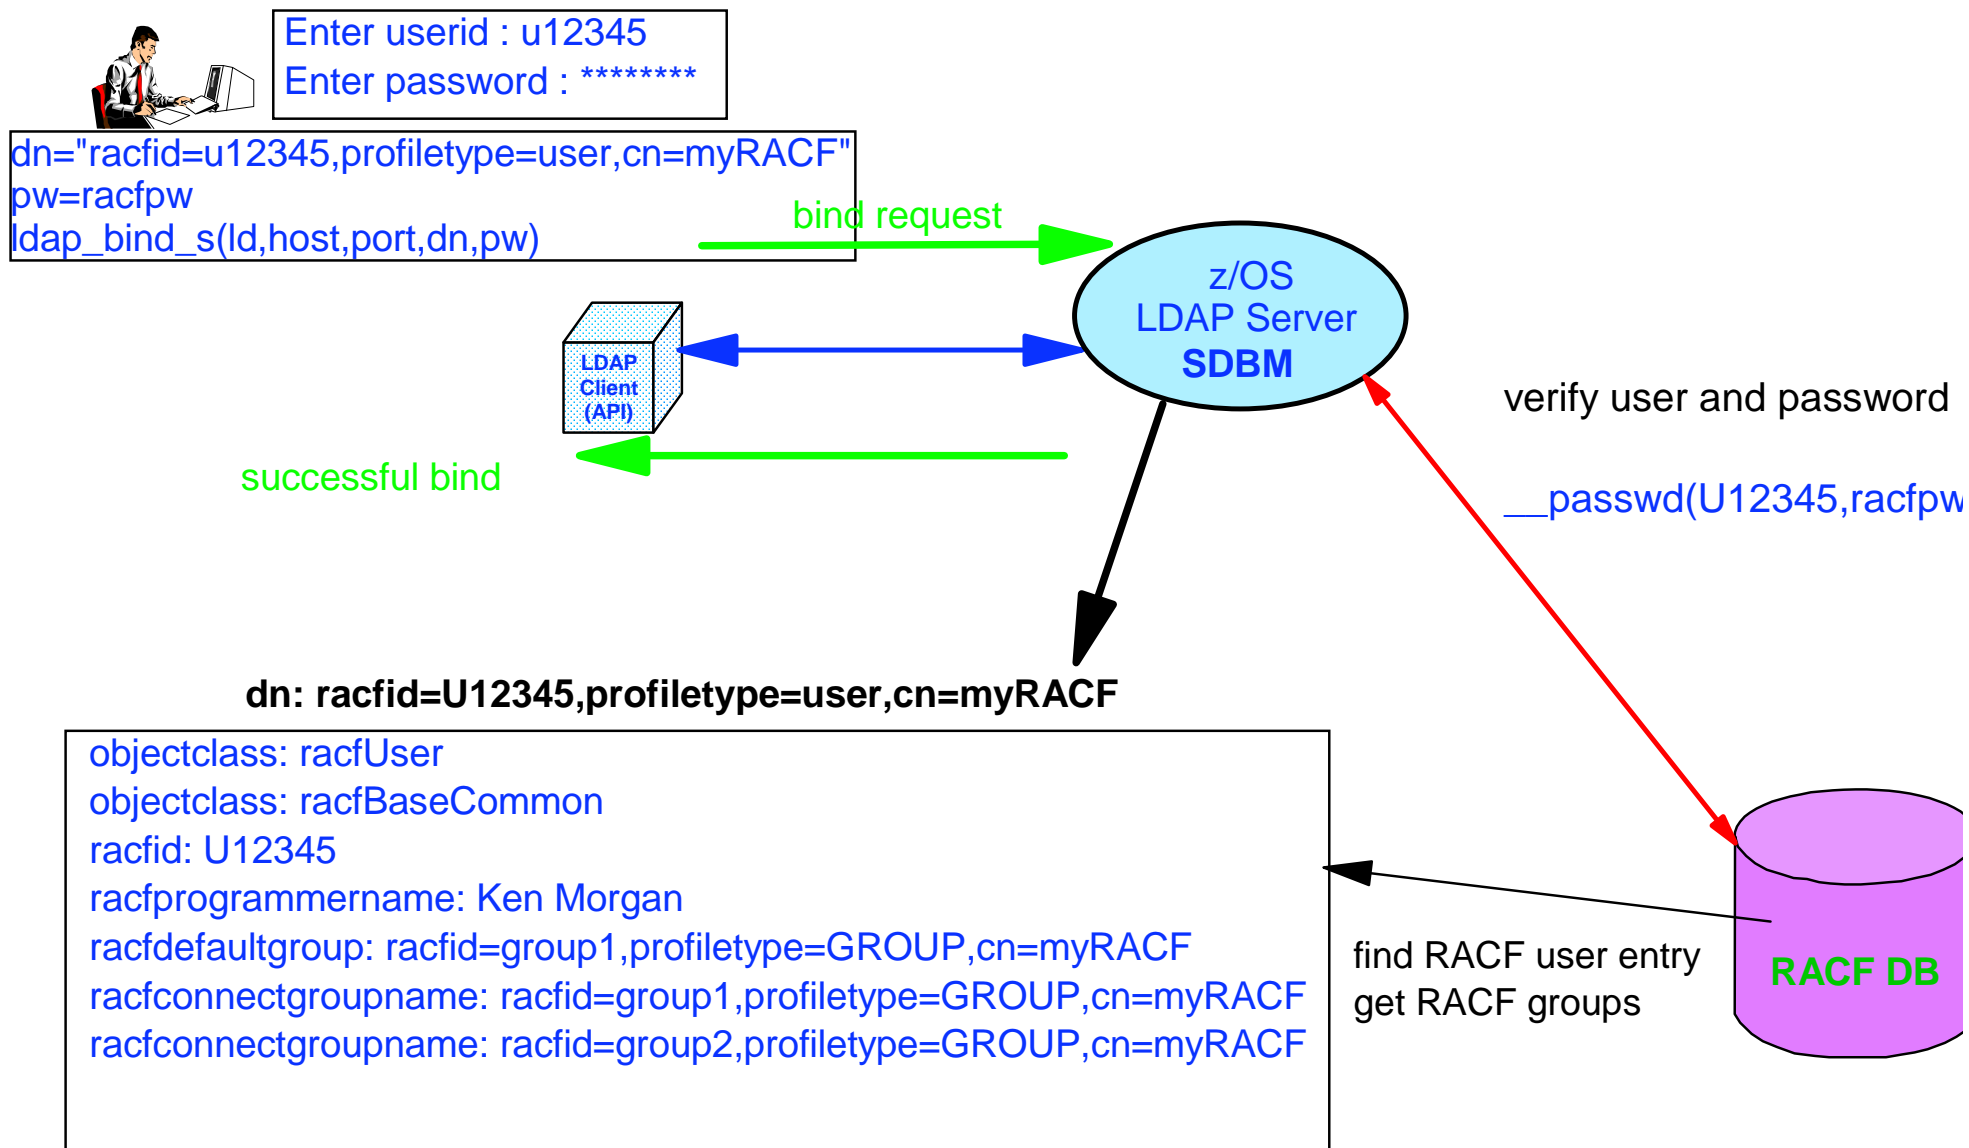 Enter userid : u12345
Enter password : ********
dn="racfid=u12345,profiletype=user,cn=myRACF"
pw=racfpw
ldap_bind_s(ld,host,port,dn,pw)
bind request
z/OS
LDAP Server
SDBM
LDAP
Client
(API)
verify user and password
successful bind
__passwd(U12345,racfpw
dn: racfid=U12345,profiletype=user,cn=myRACF
objectclass: racfUser
objectclass: racfBaseCommon
racfid: U12345
racfprogrammername: Ken Morgan
racfdefaultgroup: racfid=group1,profiletype=GROUP,cn=myRACF
racfconnectgroupname: racfid=group1,profiletype=GROUP,cn=myRACF
racfconnectgroupname: racfid=group2,profiletype=GROUP,cn=myRACF
find RACF user entry
get RACF groups
RACF DB